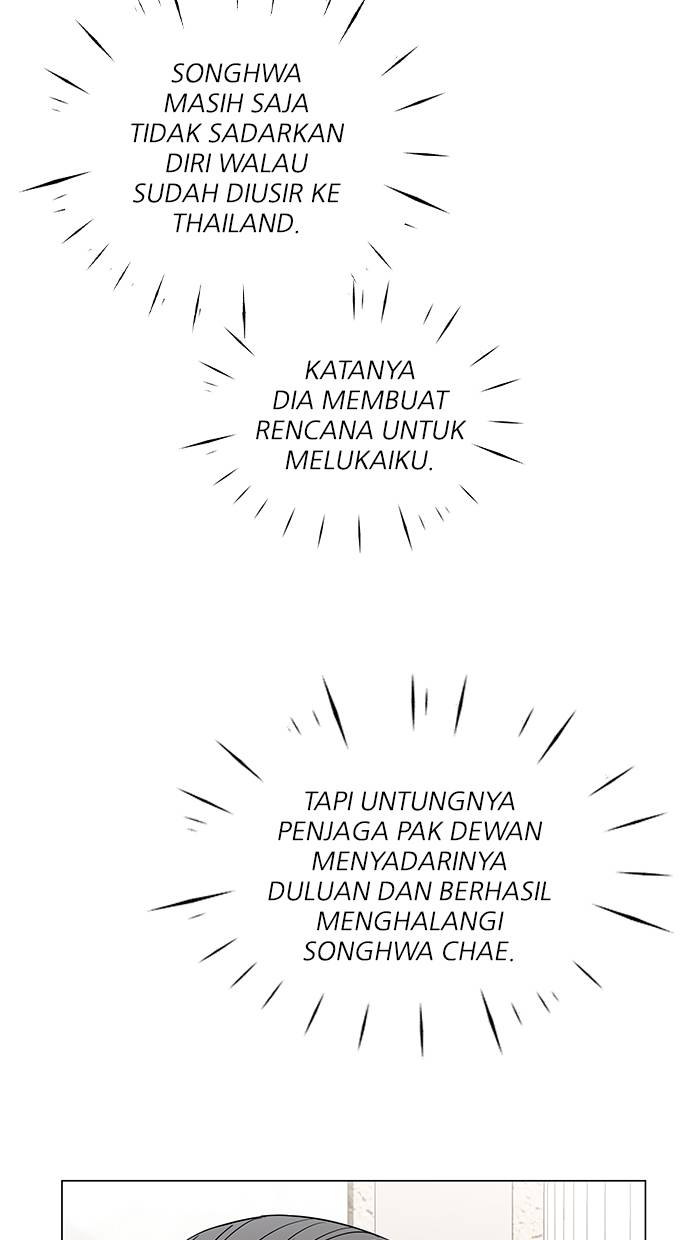 SONGHWA
MASIH SAJA
TIDAK SADARKAN
DIRI WALAU
SUDAH DIUSIR KE
THAILAND.
KATANYA
DIA MEMBUAT
RENCANA UNTUK
MELUKAIKU.
TAPI UNTUNGNYA
PENJAGA PAK DEWAN
MENYADARINYA
DULUAN DAN BERHASIL
MENGHALANGI
SONGHWA CHAE.